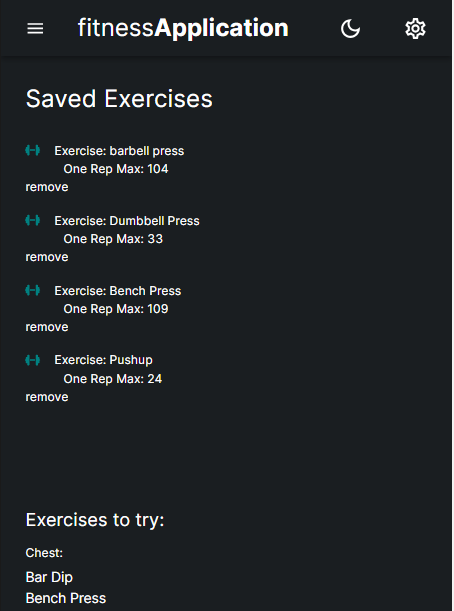 fitnessApplication
Saved Exercises
Exercise: barbell press
One Rep Max: 104
remove
Exercise: Dumbbell Press
One Rep Max: 33
remove
Exercise: Bench Press
One Rep Max: 109
remove
Exercise: Pushup
One Rep Max: 24
remove
Exercises to try:
Chest:
Bar Dip
Bench Press